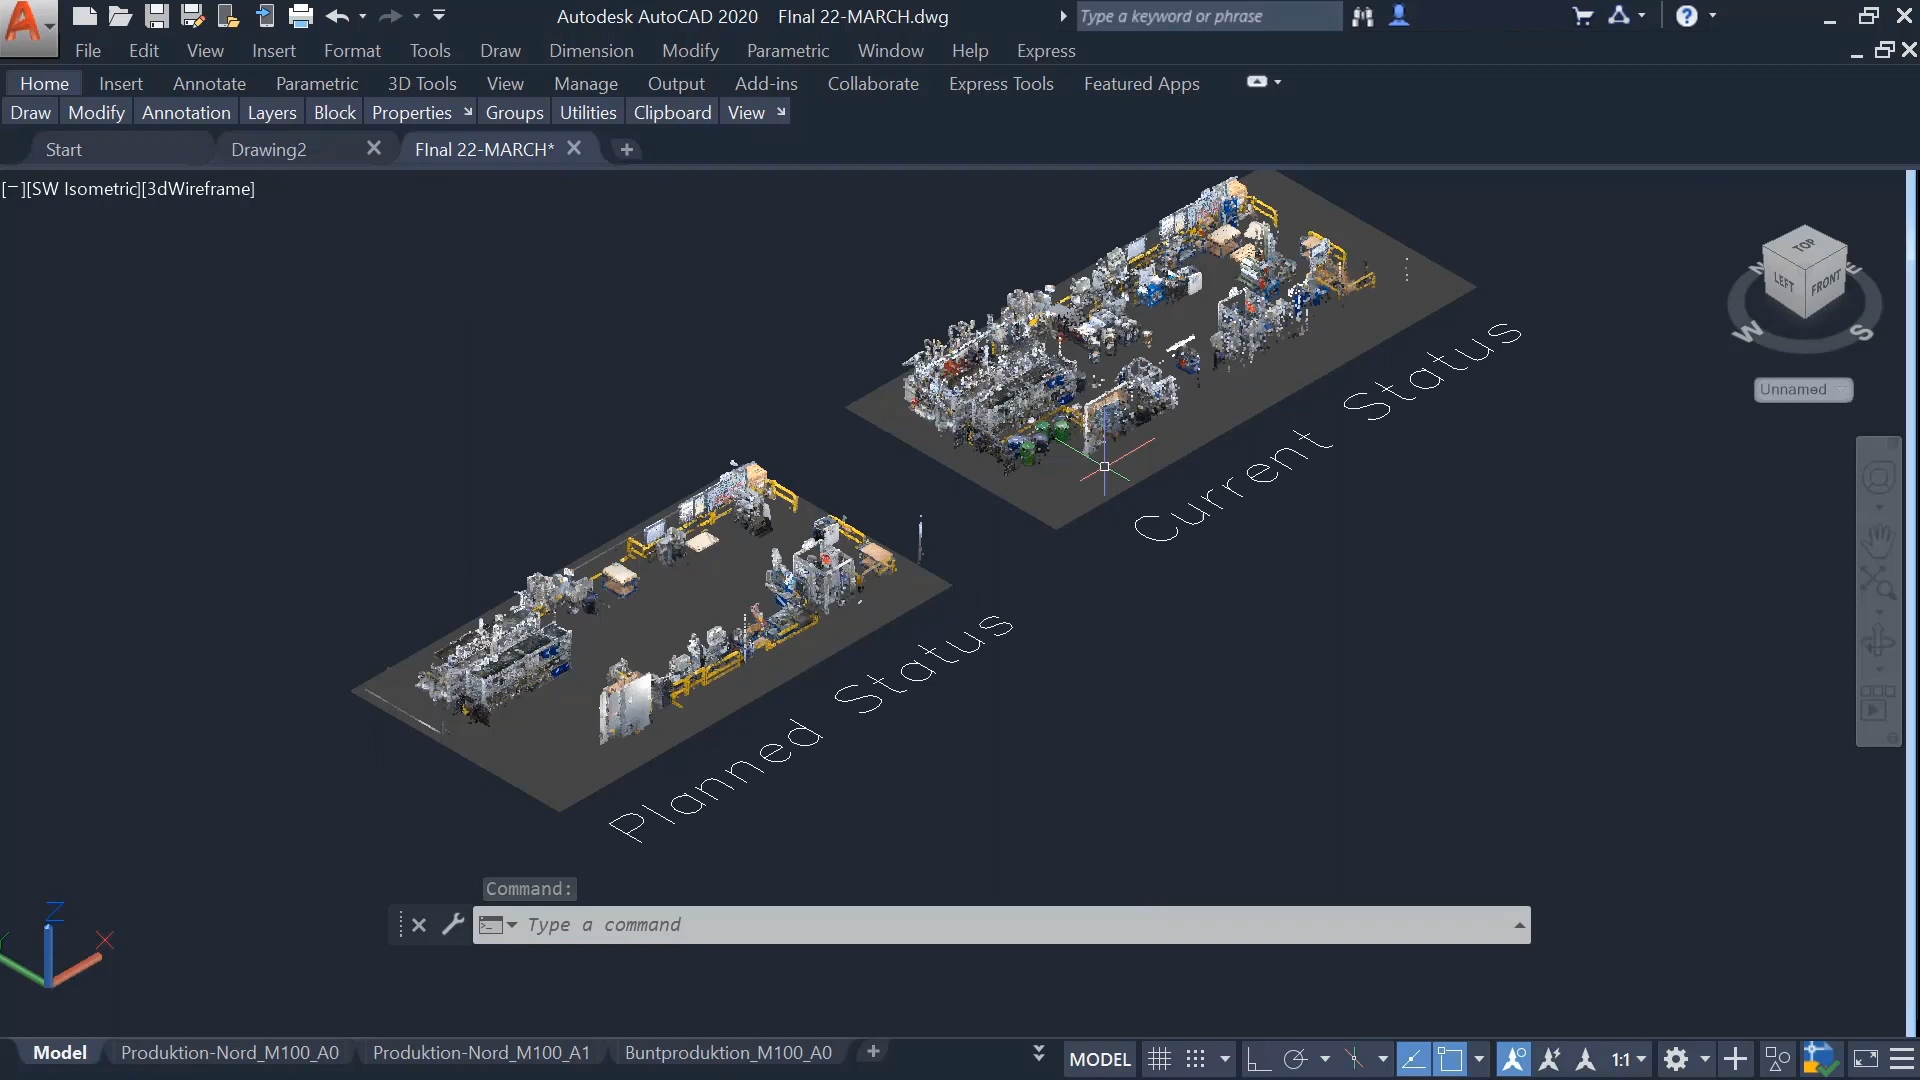 Autodesk AutoCAD 2020 FInal 22-MARCH.dwg
Type a keyword or phrase
File Edit View Insert Format Tools Draw Dimension Modify Parametric Window Help Express
Home Insert Annotate Parametric 3D Tools View Manage Output Add-ins Collaborate Express Tools Featured Apps
Draw Modify Annotation Layers Block Properties Groups Utilities Clipboard View
Start Drawing2 FInal 22-MARCH*
[−][SW Isometric][3dWireframe]
TOP
LEFT FRONT
W S
Unnamed
Current Status
Planned Status
Command:
Type a command
Z
X
Model Produktion-Nord_M100_A0 Produktion-Nord_M100_A1 Buntproduktion_M100_A0
MODEL 1:1